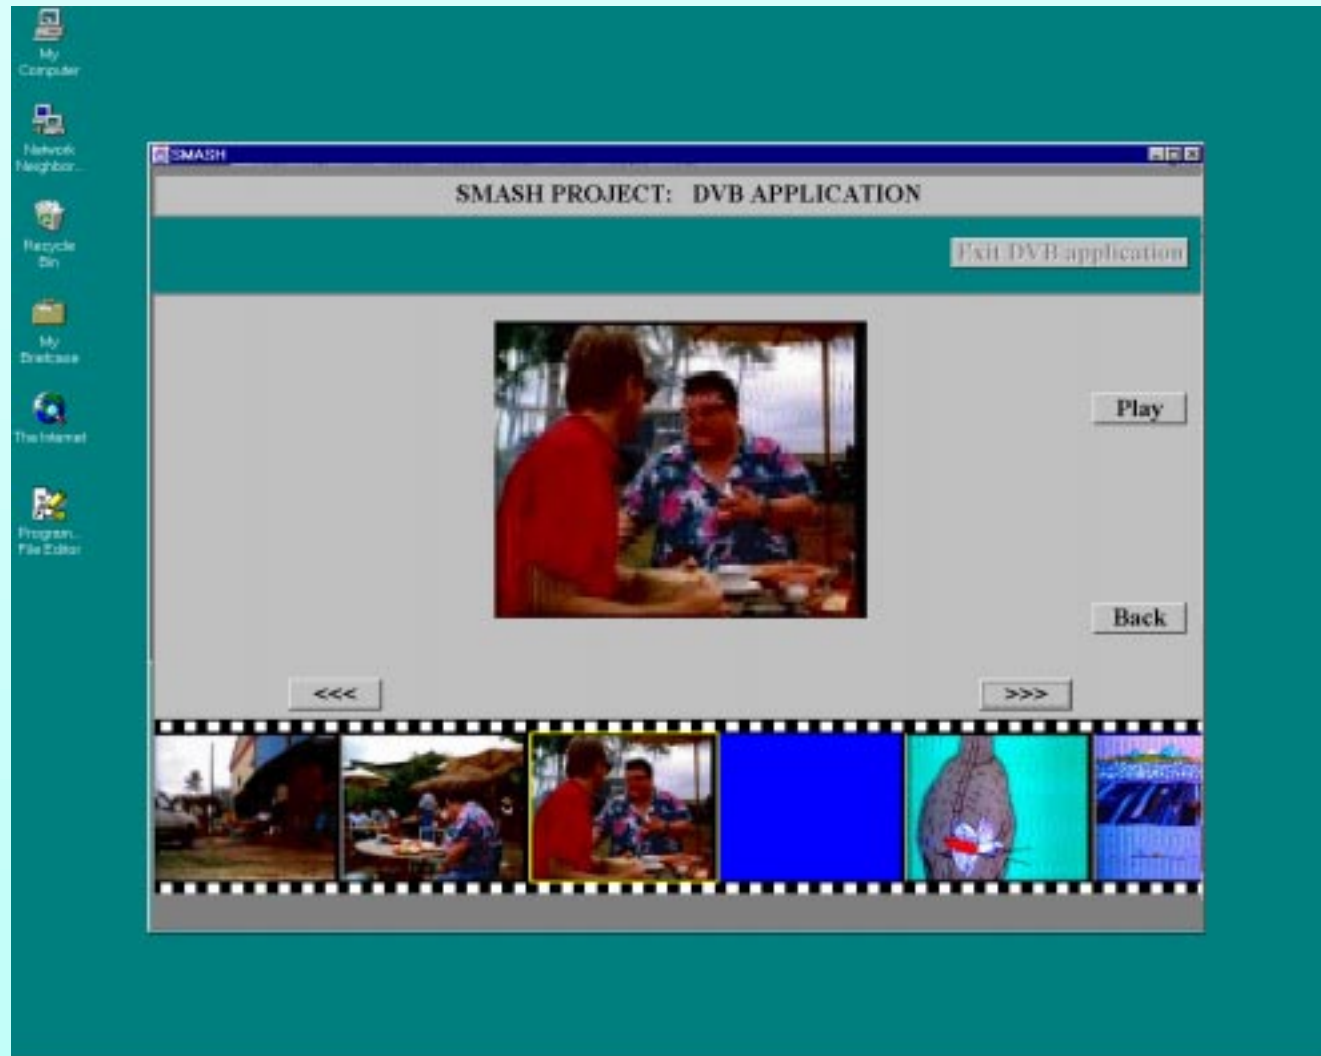 My
Computer
Network
Neighbor...
Recycle
Bin
My
Briefcase
The Internet
Program...
File Editor
SMASH
SMASH PROJECT: DVB APPLICATION
Exit DVB application
Play
Back
<<<
>>>